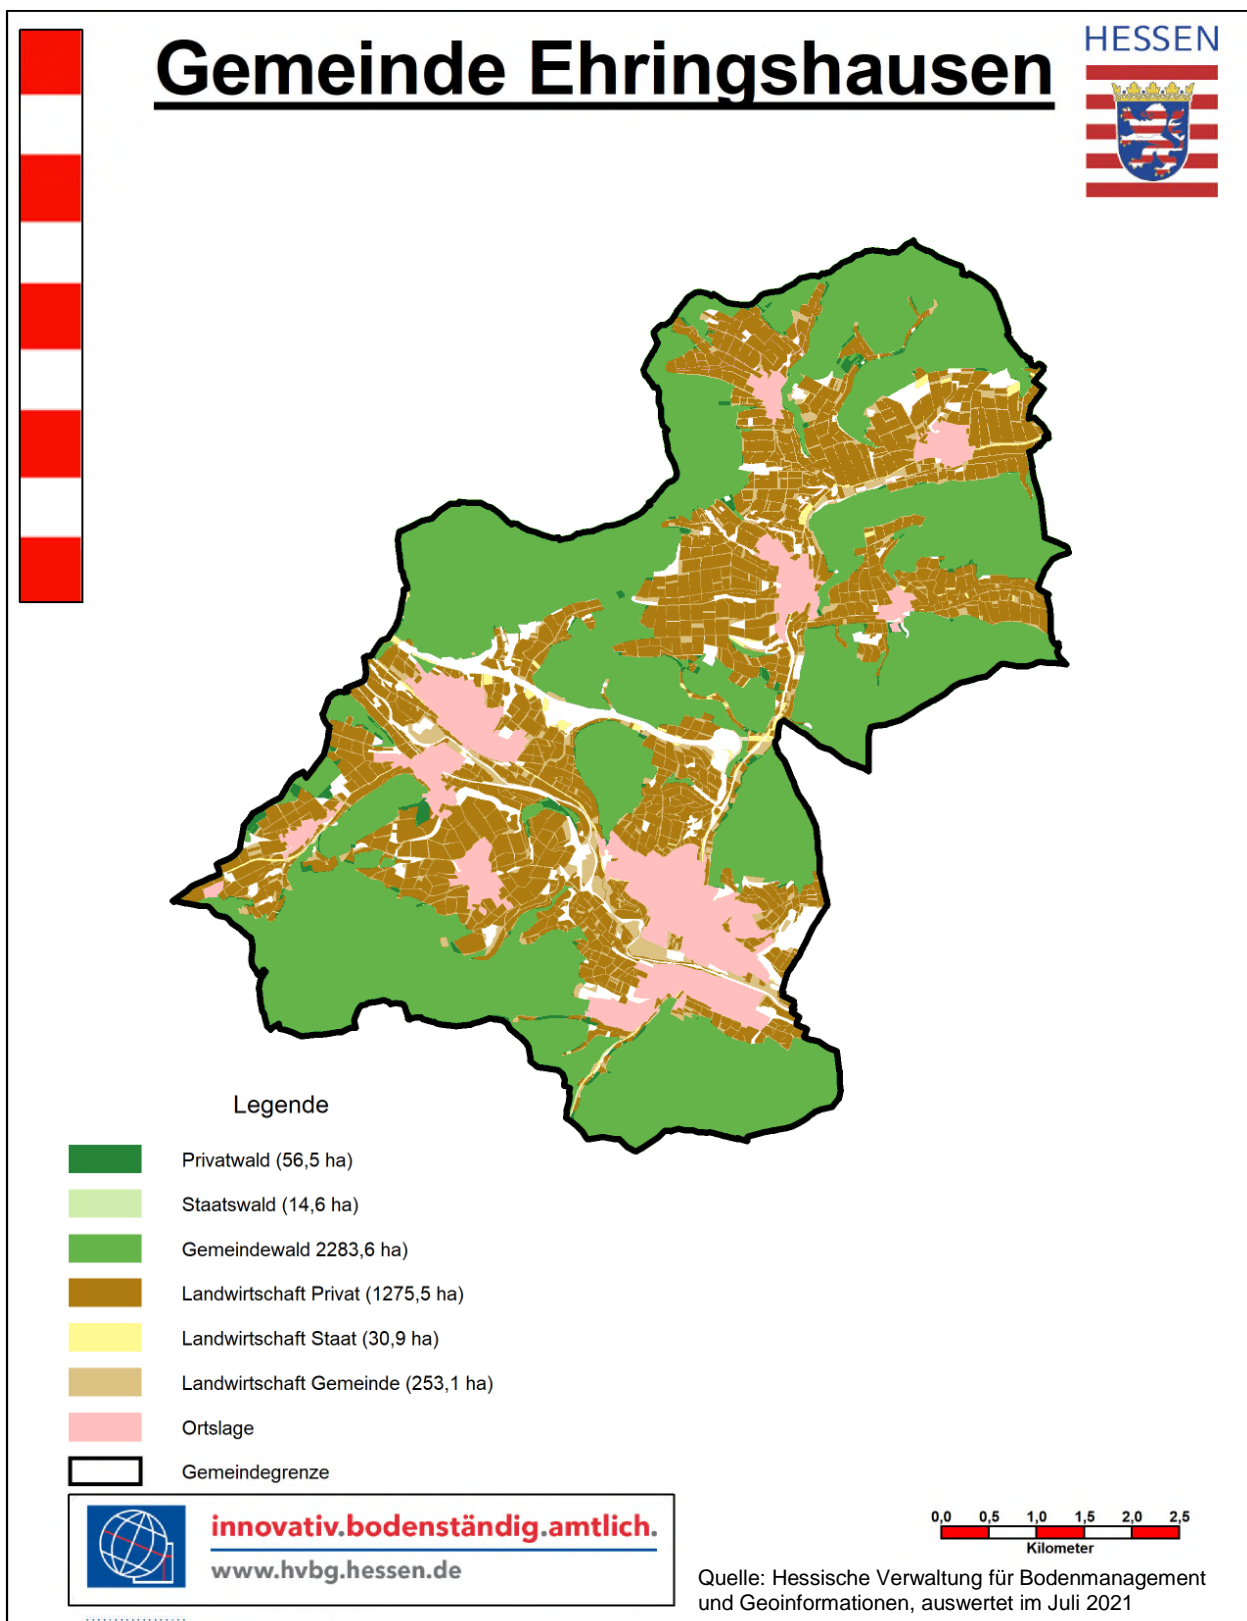 Gemeinde Ehringshausen
HESSEN
Legende
Privatwald (56,5 ha)
Staatswald (14,6 ha)
Gemeindewald 2283,6 ha)
Landwirtschaft Privat (1275,5 ha)
Landwirtschaft Staat (30,9 ha)
Landwirtschaft Gemeinde (253,1 ha)
Ortslage
Gemeindegrenze
innovativ.bodenständig.amtlich.
www.hvbg.hessen.de
0,0 0,5 1,0 1,5 2,0 2,5
Kilometer
Quelle: Hessische Verwaltung für Bodenmanagement
und Geoinformationen, auswertet im Juli 2021